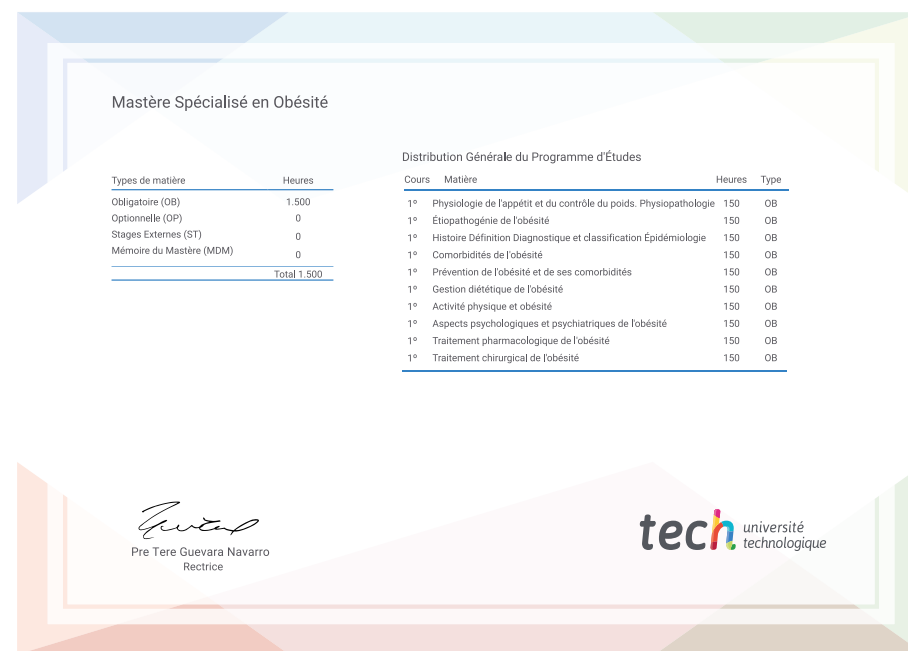 Mastère Spécialisé en Obésité
Types de matière Heures
Obligatoire (OB) 1.500
Optionnelle (OP) 0
Stages Externes (ST) 0
Mémoire du Mastère (MDM) 0
Total 1.500
Distribution Générale du Programme d'Études
Cours Matière Heures Type
1º Physiologie de l'appétit et du contrôle du poids. Physiopathologie 150 OB
1º Étiopathogénie de l'obésité 150 OB
1º Histoire Définition Diagnostique et classification Épidémiologie 150 OB
1º Comorbidités de l'obésité 150 OB
1º Prévention de l'obésité et de ses comorbidités 150 OB
1º Gestion diététique de l'obésité 150 OB
1º Activité physique et obésité 150 OB
1º Aspects psychologiques et psychiatriques de l'obésité 150 OB
1º Traitement pharmacologique de l'obésité 150 OB
1º Traitement chirurgical de l'obésité 150 OB
Pre Tere Guevara Navarro
Rectrice
tech université
technologique